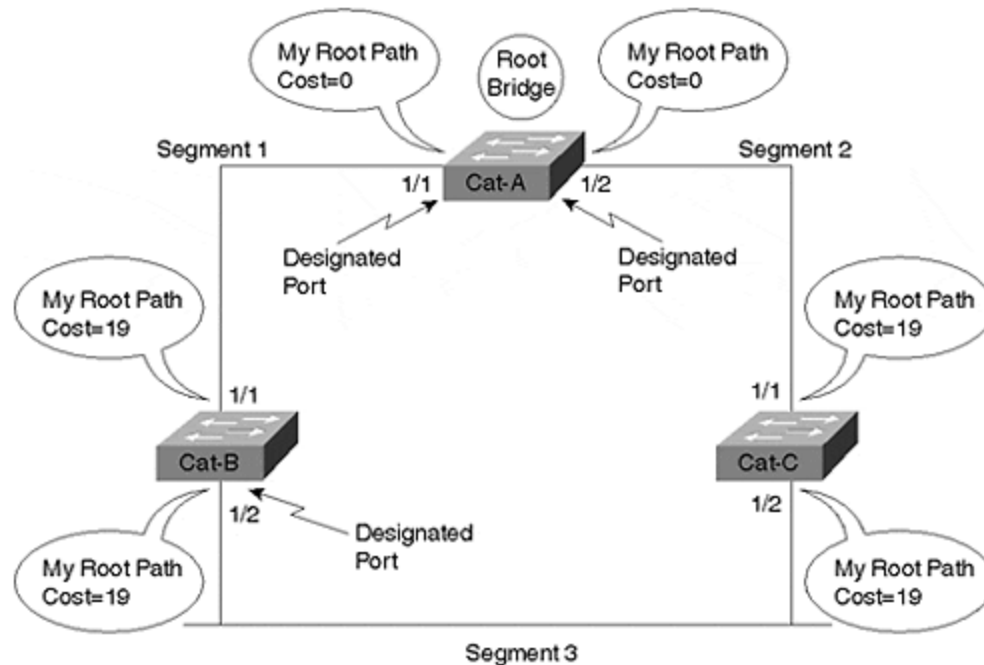 My Root Path
Cost=0
Root
Bridge
My Root Path
Cost=0
Segment 1
Segment 2
1/1
Cat-A
1/2
Designated
Port
Designated
Port
My Root Path
Cost=19
My Root Path
Cost=19
1/1
1/1
Cat-B
Cat-C
1/2
1/2
Designated
Port
My Root Path
Cost=19
My Root Path
Cost=19
Segment 3